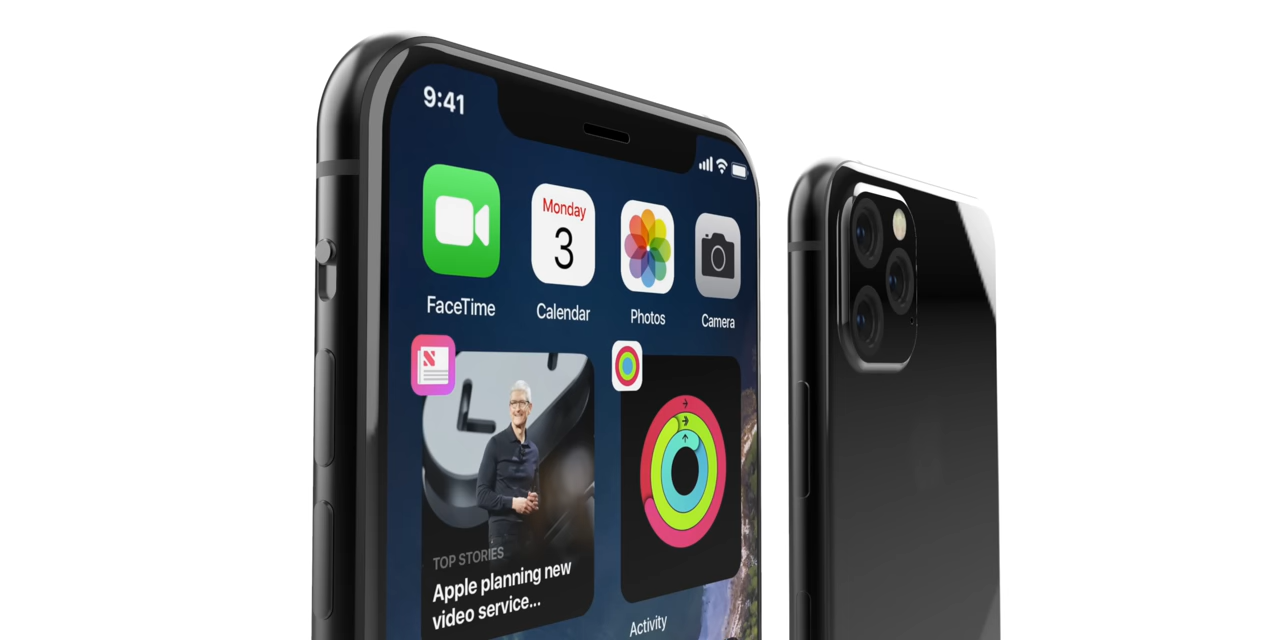 9:41
Monday
3
FaceTime
Calendar
Photos
Camera
TOP STORIES
Apple planning new
video service...
Activity